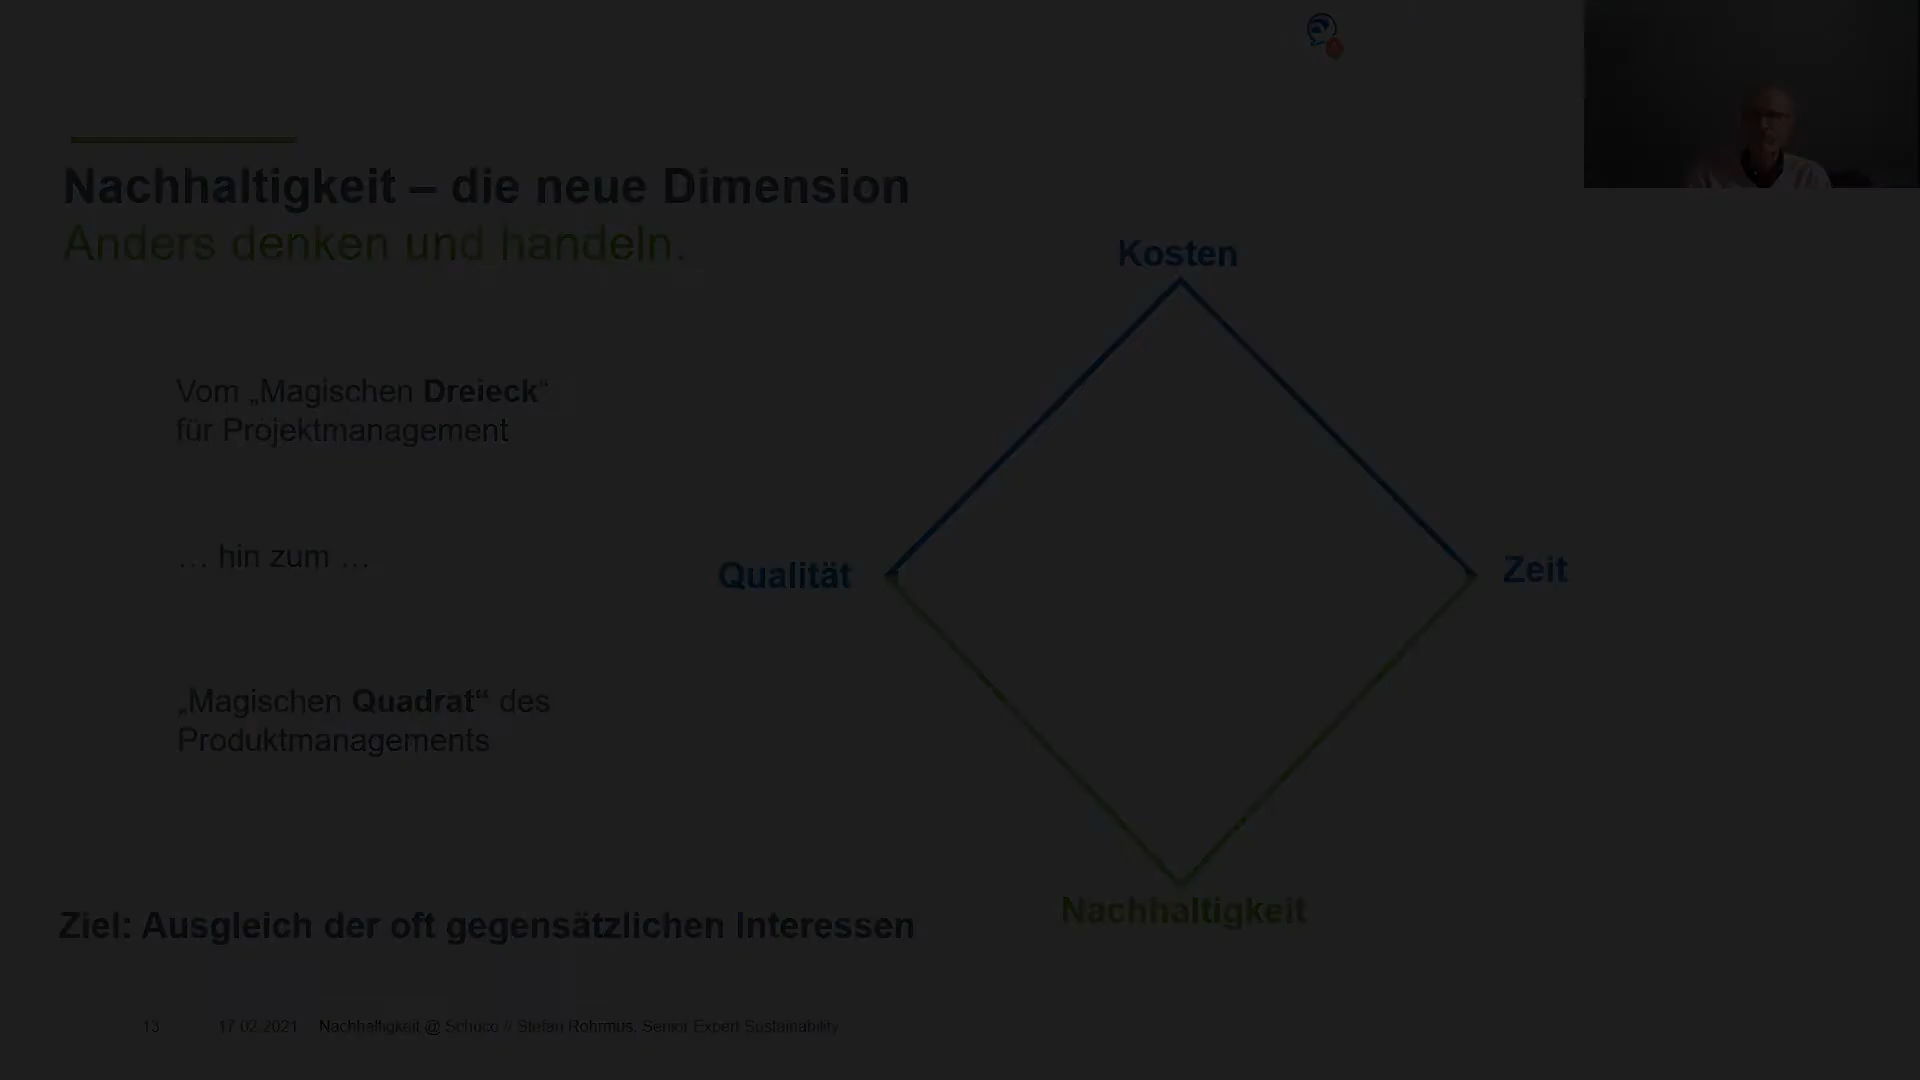 Nachhaltigkeit – die neue Dimension
Anders denken und handeln.
Kosten
Vom „Magischen Dreieck“
für Projektmanagement
… hin zum …
Qualität
Zeit
„Magischen Quadrat“ des
Produktmanagements
Ziel: Ausgleich der oft gegensätzlichen Interessen
Nachhaltigkeit
13 17.02.2021 Nachhaltigkeit @ Schüco // Stefan Rohrmus, Senior Expert Sustainability